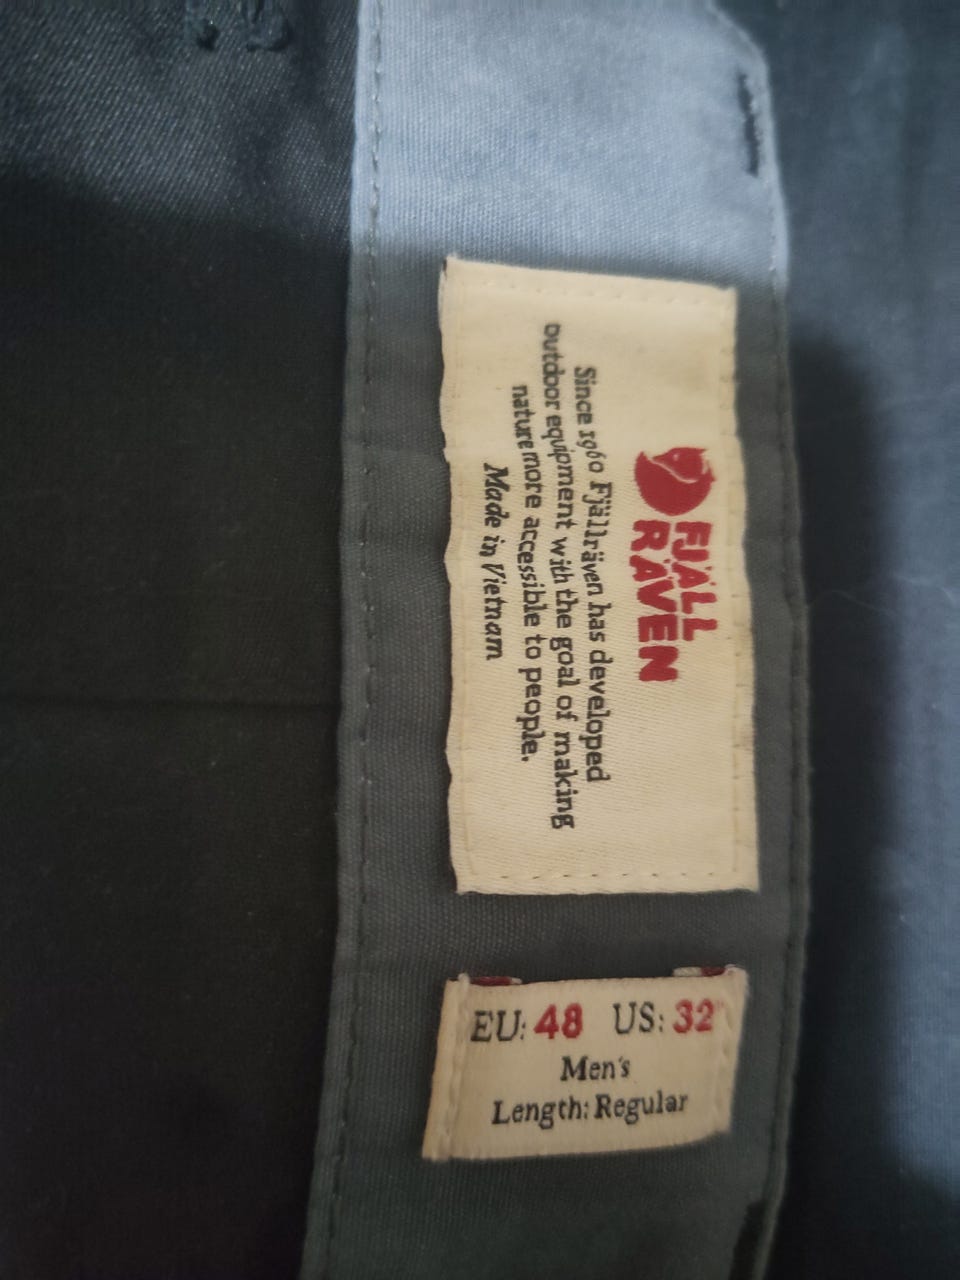 FJÄLL
RÄVEN
Since 1960 Fjällräven has developed
outdoor equipment with the goal of making
nature more accessible to people.
Made in Vietnam
EU: 48 US: 32"
Men's
Length: Regular